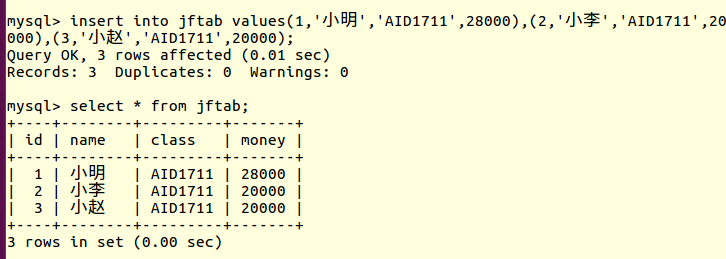 mysql> insert into jftab values(1,'小明','AID1711',28000),(2,'小李','AID1711',20
000),(3,'小赵','AID1711',20000);
Query OK, 3 rows affected (0.01 sec)
Records: 3  Duplicates: 0  Warnings: 0

mysql> select * from jftab;
+----+--------+---------+-------+
| id | name   | class   | money |
+----+--------+---------+-------+
|  1 | 小明   | AID1711 | 28000 |
|  2 | 小李   | AID1711 | 20000 |
|  3 | 小赵   | AID1711 | 20000 |
+----+--------+---------+-------+
3 rows in set (0.00 sec)